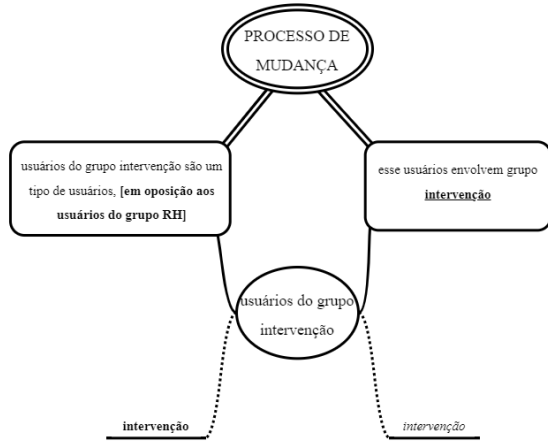 PROCESSO DE
MUDANÇA
usuários do grupo intervenção são um
tipo de usuários, [em oposição aos
usuários do grupo RH]
esse usuários envolvem grupo
intervenção
usuários do grupo
intervenção
intervenção
intervenção